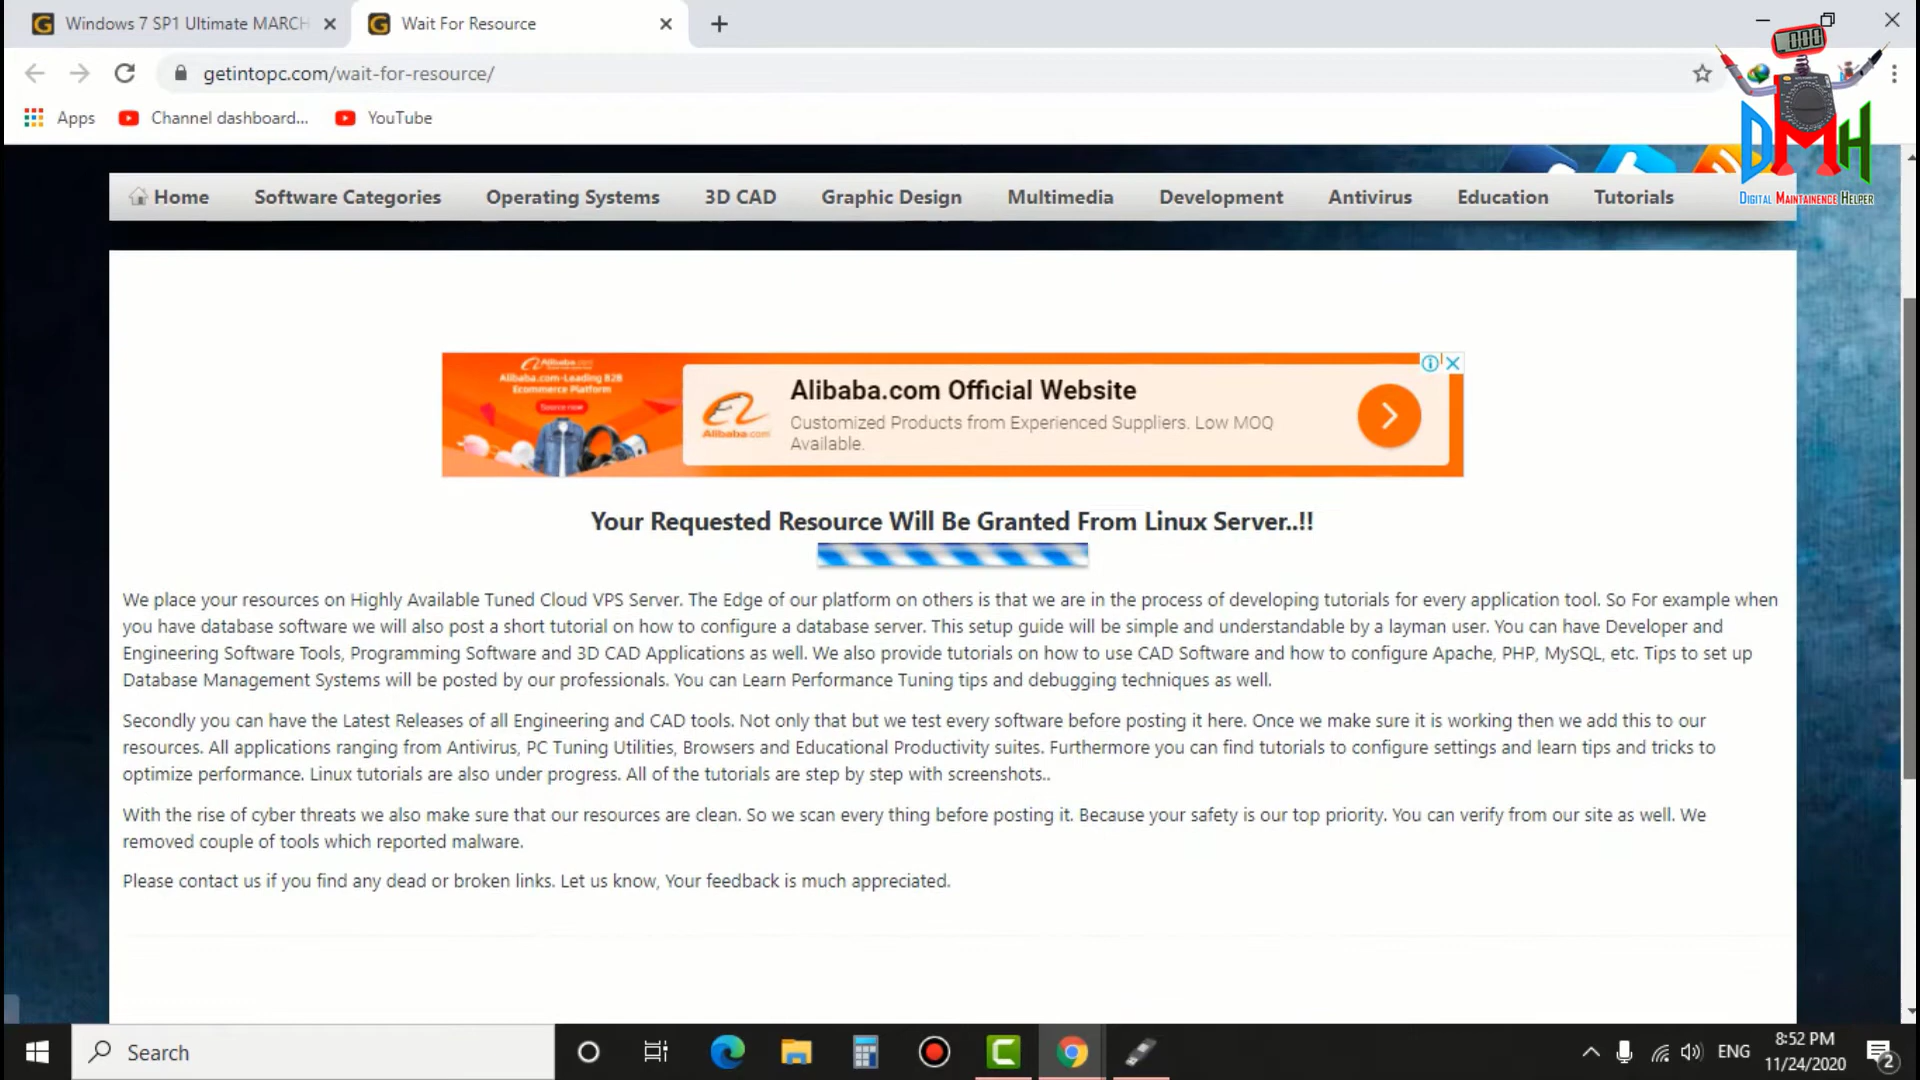 Windows 7 SP1 Ultimate MARCH
Wait For Resource
getintopc.com/wait-for-resource/
Apps
Channel dashboard...
YouTube
0.00
DMH
DIGITAL MAINTAINENCE HELPER
Home
Software Categories
Operating Systems
3D CAD
Graphic Design
Multimedia
Development
Antivirus
Education
Tutorials
Alibaba.com
Alibaba.com-Leading B2B
Ecommerce Platform
Source now
Alibaba.com
Alibaba.com Official Website
Customized Products from Experienced Suppliers. Low MOQ
Available.
Your Requested Resource Will Be Granted From Linux Server..!!
We place your resources on Highly Available Tuned Cloud VPS Server. The Edge of our platform on others is that we are in the process of developing tutorials for every application tool. So For example when
you have database software we will also post a short tutorial on how to configure a database server. This setup guide will be simple and understandable by a layman user. You can have Developer and
Engineering Software Tools, Programming Software and 3D CAD Applications as well. We also provide tutorials on how to use CAD Software and how to configure Apache, PHP, MySQL, etc. Tips to set up
Database Management Systems will be posted by our professionals. You can Learn Performance Tuning tips and debugging techniques as well.
Secondly you can have the Latest Releases of all Engineering and CAD tools. Not only that but we test every software before posting it here. Once we make sure it is working then we add this to our
resources. All applications ranging from Antivirus, PC Tuning Utilities, Browsers and Educational Productivity suites. Furthermore you can find tutorials to configure settings and learn tips and tricks to
optimize performance. Linux tutorials are also under progress. All of the tutorials are step by step with screenshots..
With the rise of cyber threats we also make sure that our resources are clean. So we scan every thing before posting it. Because your safety is our top priority. You can verify from our site as well. We
removed couple of tools which reported malware.
Please contact us if you find any dead or broken links. Let us know, Your feedback is much appreciated.
Search
ENG
8:52 PM
11/24/2020
2